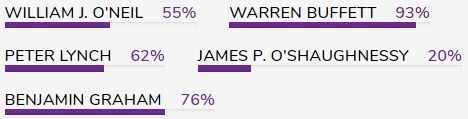 WILLIAM J. O'NEIL 55% WARREN BUFFETT 93%
PETER LYNCH 62% JAMES P. O'SHAUGHNESSY 20%
BENJAMIN GRAHAM 76%